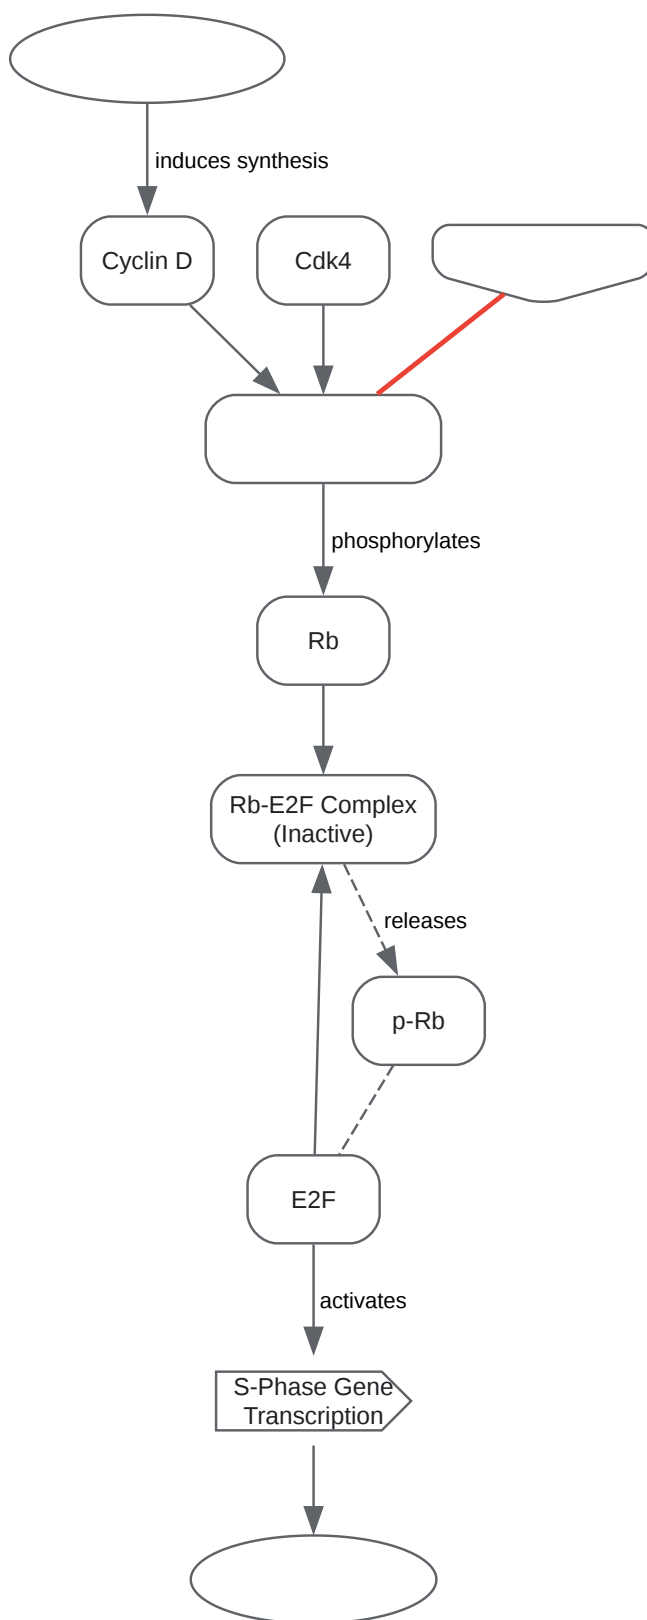 induces synthesis
Cyclin D
Cdk4
phosphorylates
Rb
Rb-E2F Complex
(Inactive)
releases
p-Rb
E2F
activates
S-Phase Gene
Transcription